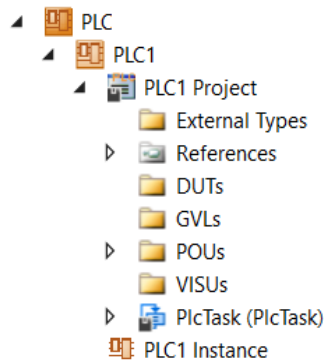 PLC
PLC1
PLC1 Project
External Types
References
DUTs
GVLs
POUs
VISUs
PlcTask (PlcTask)
PLC1 Instance